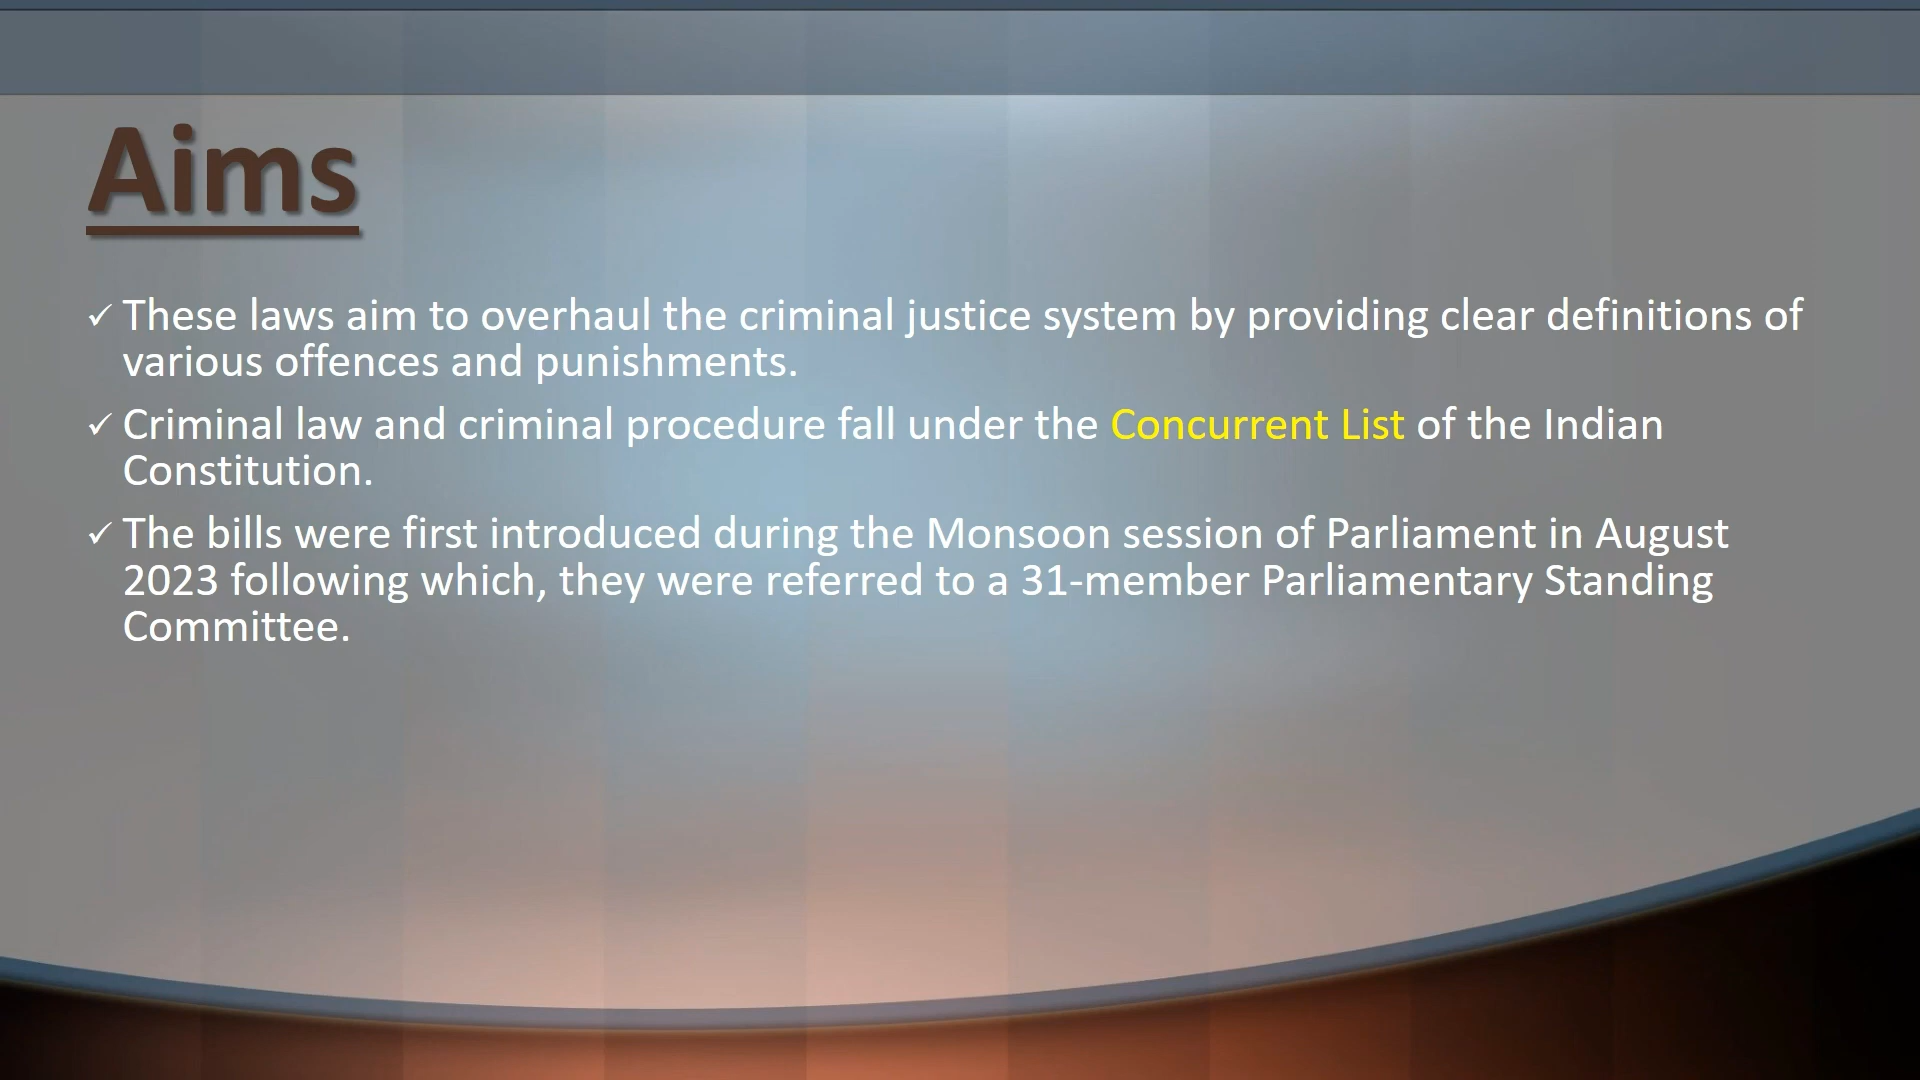 Aims
✓ These laws aim to overhaul the criminal justice system by providing clear definitions of
various offences and punishments.
✓ Criminal law and criminal procedure fall under the Concurrent List of the Indian
Constitution.
✓ The bills were first introduced during the Monsoon session of Parliament in August
2023 following which, they were referred to a 31-member Parliamentary Standing
Committee.